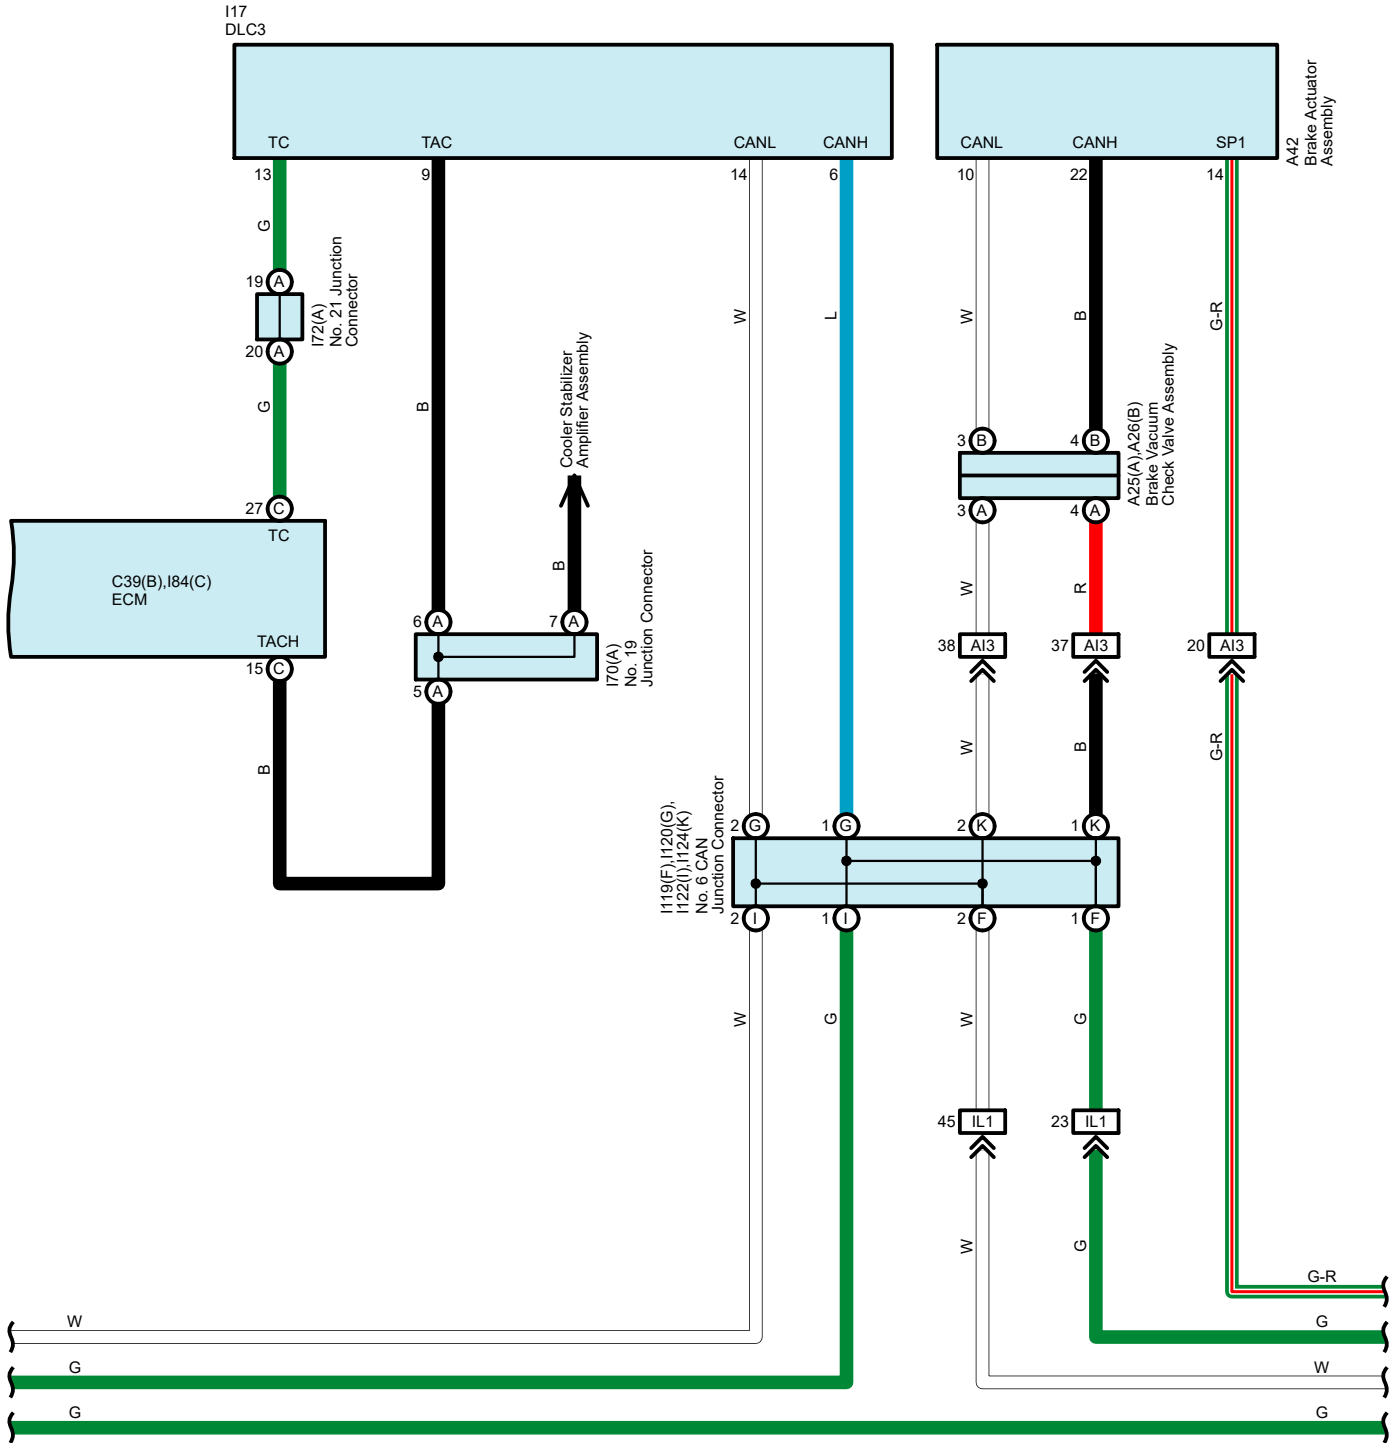 I17
DLC3
TC
TAC
CANL
CANH
CANL
CANH
SP1
A42
Brake Actuator
Assembly
13
9
14
6
10
22
14
G
19 A
I72(A)
No. 21 Junction
Connector
20 A
G
B
W
L
W
B
G-R
Cooler Stabilizer
Amplifier Assembly
3 B
4 B
A25(A),A26(B)
Brake Vacuum
Check Valve Assembly
3 A
4 A
27 C
TC
C39(B),I84(C)
ECM
TACH
15 C
B
W
R
6 A
7 A
I70(A)
No. 19
Junction Connector
5 A
38 AI3
37 AI3
20 AI3
B
W
B
G-R
I119(F),I120(G),
I122(I),I124(K)
No. 6 CAN
Junction Connector
2 G
1 G
2 K
1 K
2 I
1 I
2 F
1 F
W
G
W
G
45 IL1
23 IL1
W
G
G-R
W
G
G
W
G
G